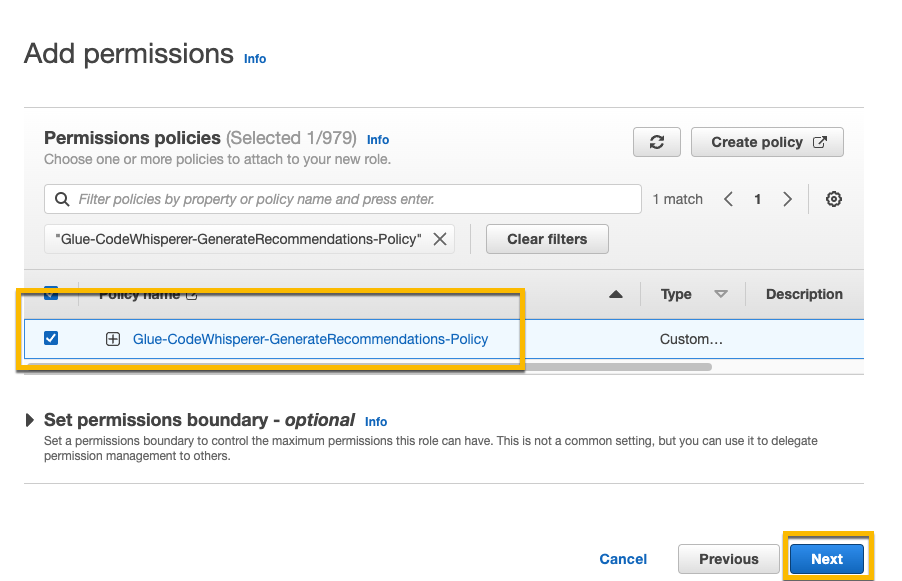 Add permissions Info
Permissions policies (Selected 1/979) Info
Choose one or more policies to attach to your new role.
Create policy
Filter policies by property or policy name and press enter.
1 match
1
"Glue-CodeWhisperer-GenerateRecommendations-Policy"
Clear filters
Policy name
Type
Description
Glue-CodeWhisperer-GenerateRecommendations-Policy
Custom…
Set permissions boundary - optional Info
Set a permissions boundary to control the maximum permissions this role can have. This is not a common setting, but you can use it to delegate
permission management to others.
Cancel
Previous
Next